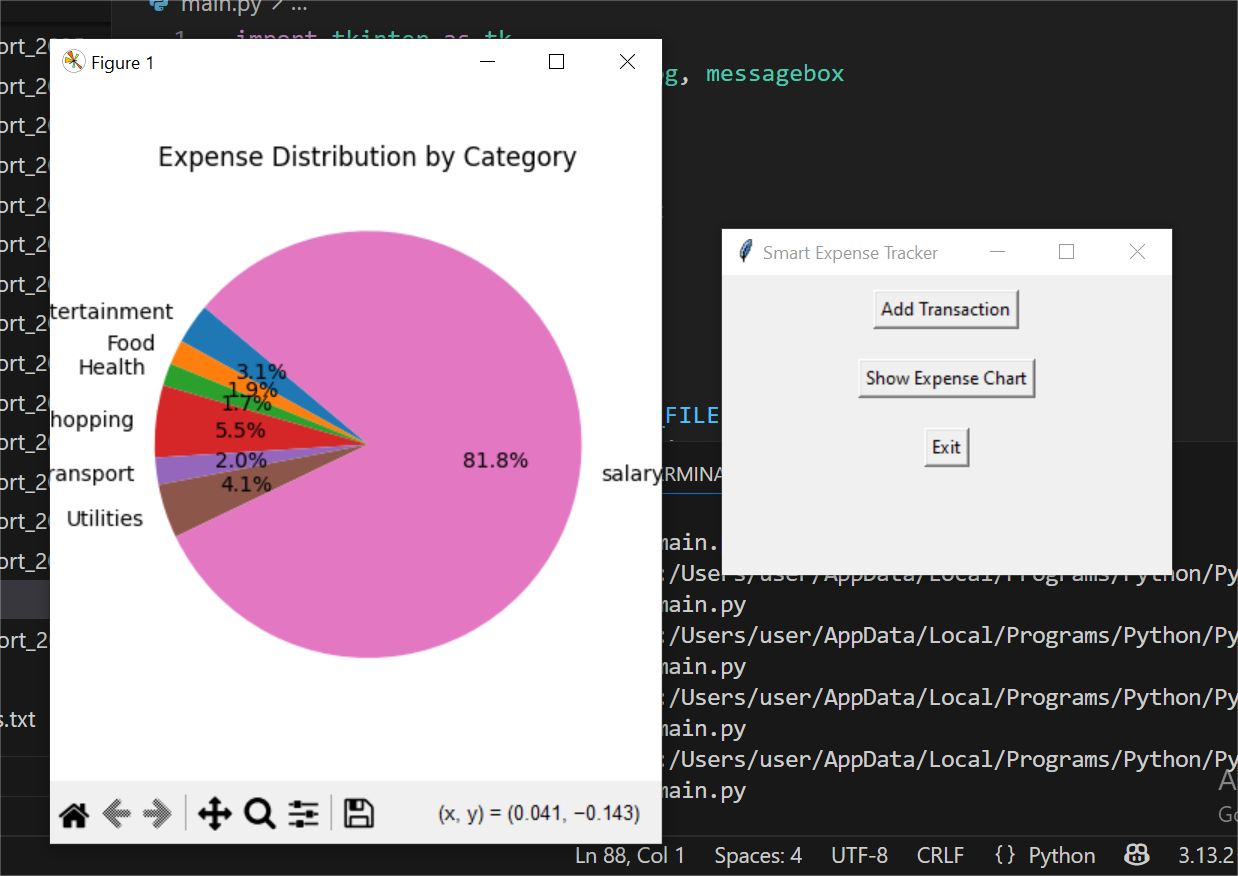 main.py > ...
1 import tkinter as tk
g, messagebox
Figure 1
Expense Distribution by Category
tertainment
Food
Health
hopping
ransport
Utilities
3.1%
1.9%
1.7%
5.5%
2.0%
4.1%
81.8%
salary
(x, y) = (0.041, −0.143)
Smart Expense Tracker
Add Transaction
Show Expense Chart
Exit
_FILE
ERMINA
ort_20
ort_20
ort_20
ort_20
ort_20
ort_20
ort_20
ort_20
ort_20
ort_20
ort_20
ort_20
ort_20
ort_20
ort_2
s.txt
main.
:/Users/user/AppData/Local/Programs/Python/Py
main.py
:/Users/user/AppData/Local/Programs/Python/Py
main.py
:/Users/user/AppData/Local/Programs/Python/Py
main.py
:/Users/user/AppData/Local/Programs/Python/Py
main.py
A
Go
Ln 88, Col 1 Spaces: 4 UTF-8 CRLF {} Python 3.13.2